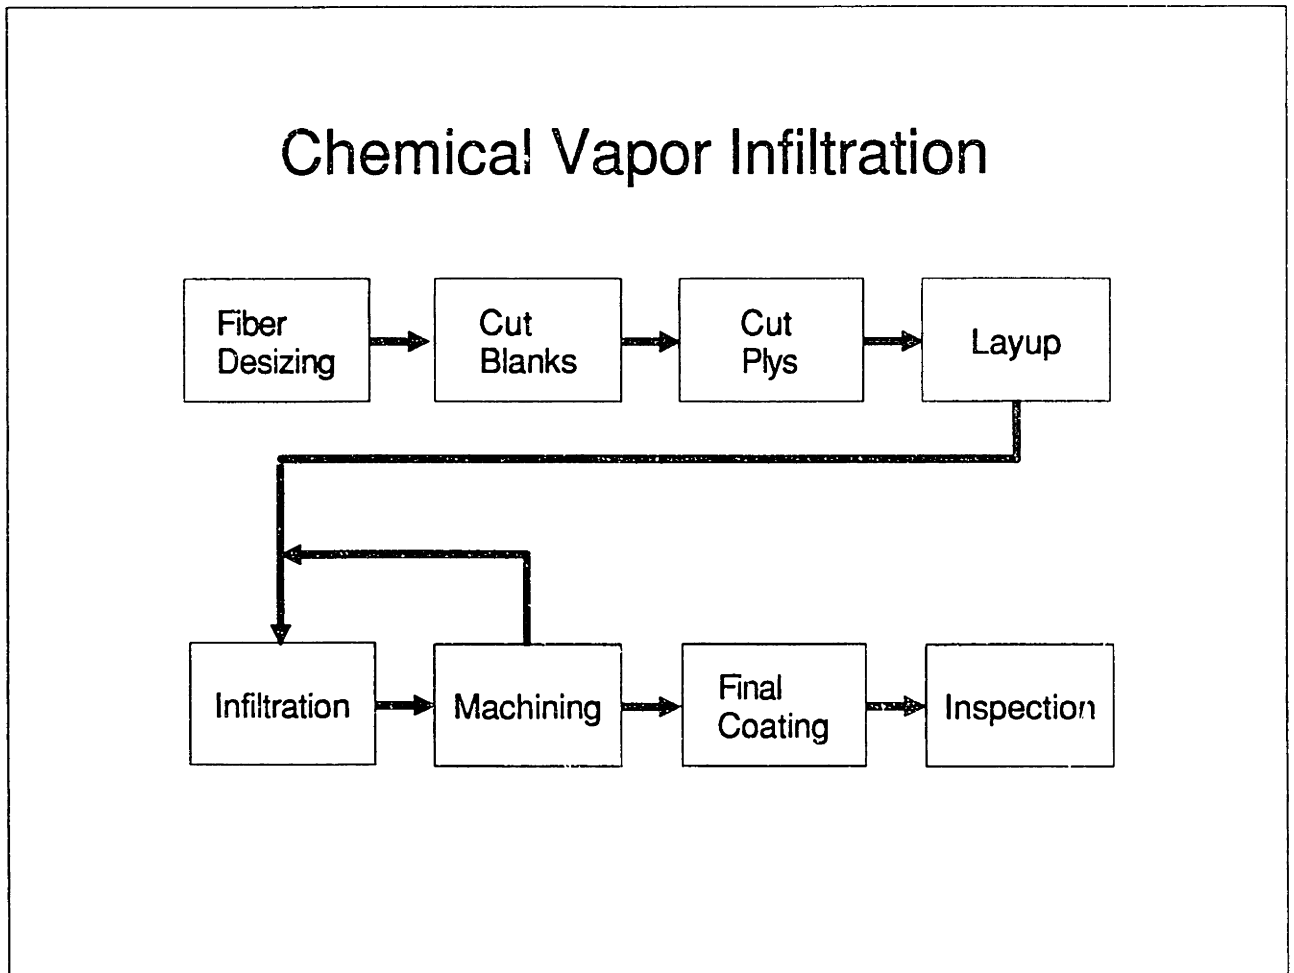 Chemical Vapor Infiltration
Fiber
Desizing
Cut
Blanks
Cut
Plys
Layup
Infiltration
Machining
Final
Coating
Inspection